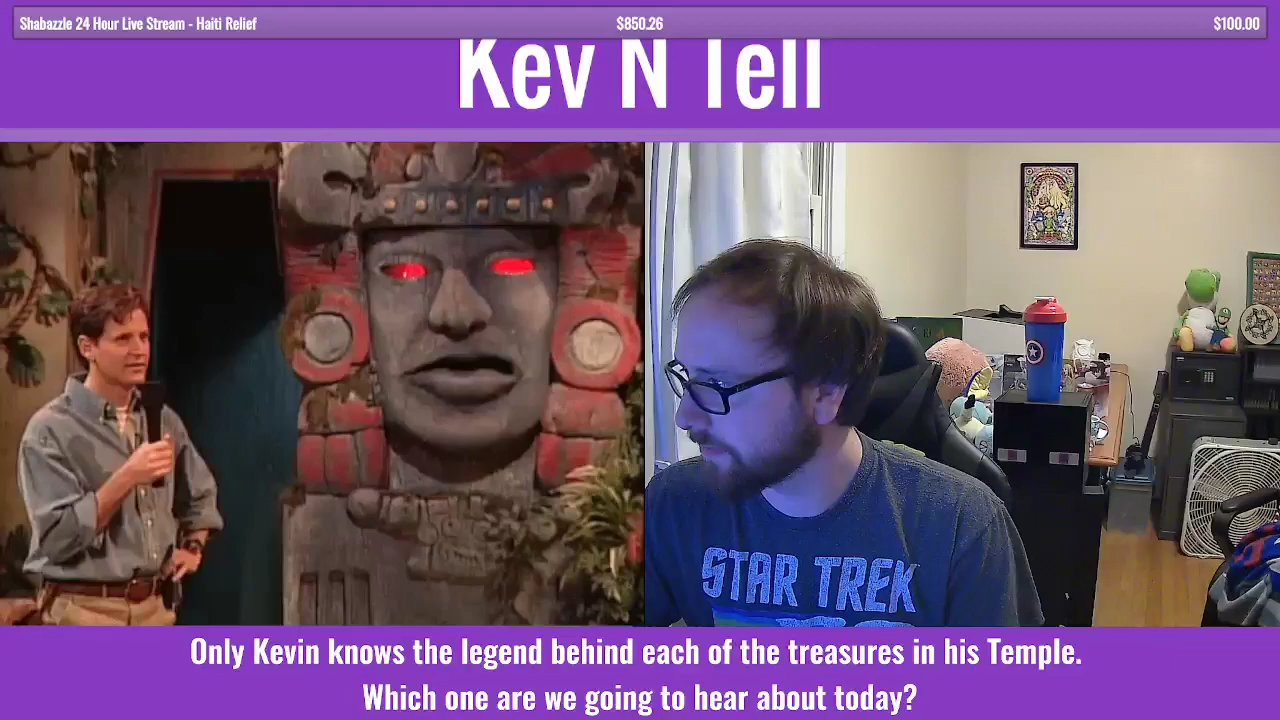 Shabazzle 24 Hour Live Stream - Haiti Relief
$850.26
$100.00
Kev N Tell
STAR TREK
Only Kevin knows the legend behind each of the treasures in his Temple.
Which one are we going to hear about today?